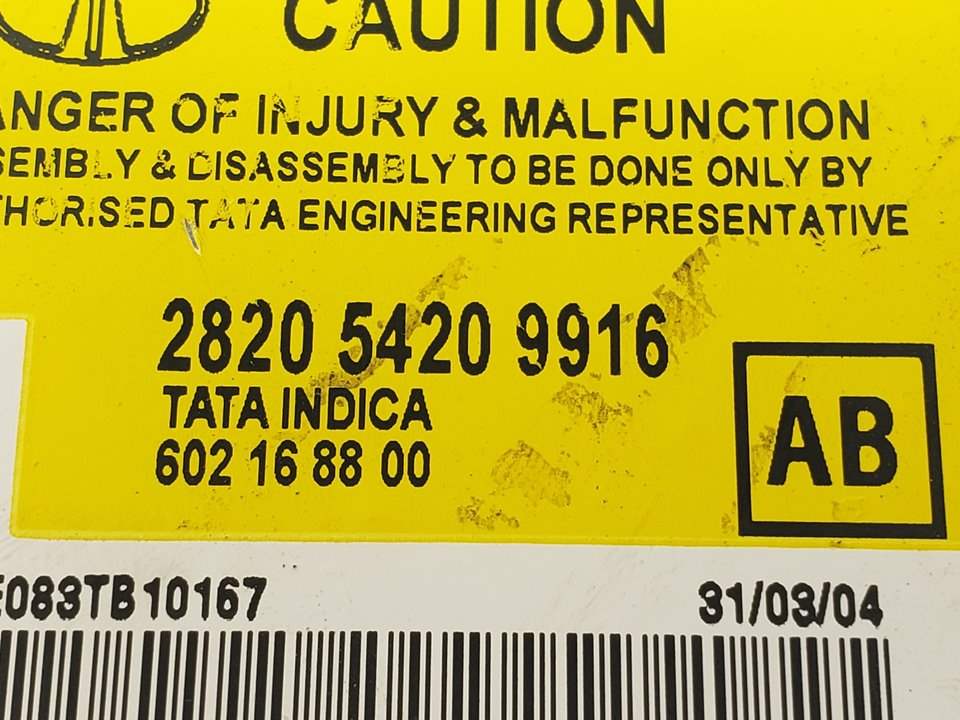 CAUTION
ANGER OF INJURY & MALFUNCTION
SEMBLY & DISASSEMBLY TO BE DONE ONLY BY
THORISED TATA ENGINEERING REPRESENTATIVE
2820 5420 9916
TATA INDICA
602 16 88 00
AB
E083TB10167
31/03/04